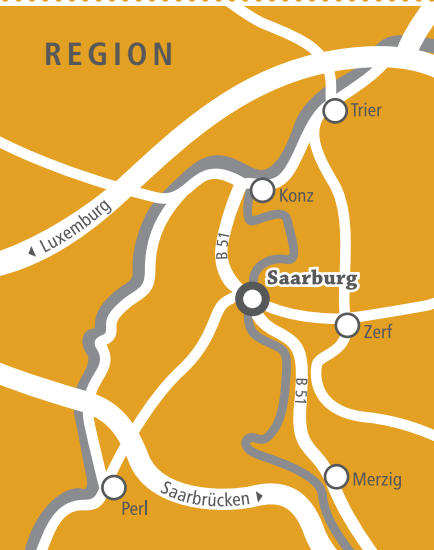 REGION
Trier
Konz
Luxemburg
B 51
Saarburg
Zerf
B 51
Merzig
Saarbrücken
Perl